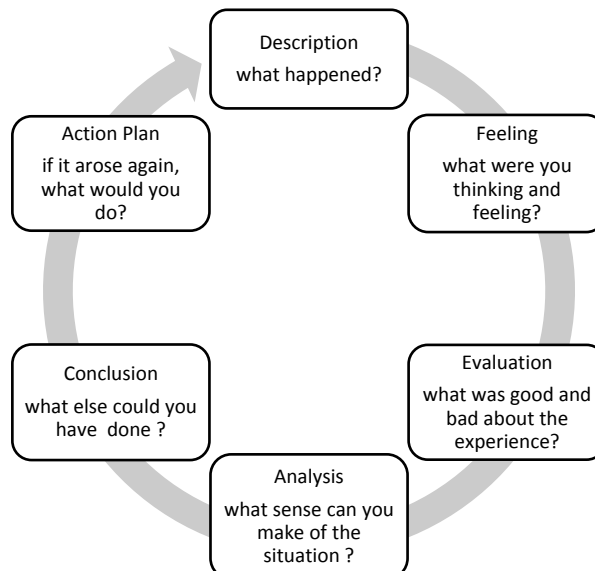 Description
what happened?
Feeling
what were you
thinking and
feeling?
Evaluation
what was good and
bad about the
experience?
Analysis
what sense can you
make of the
situation ?
Conclusion
what else could you
have  done ?
Action Plan
if it arose again,
what would you
do?